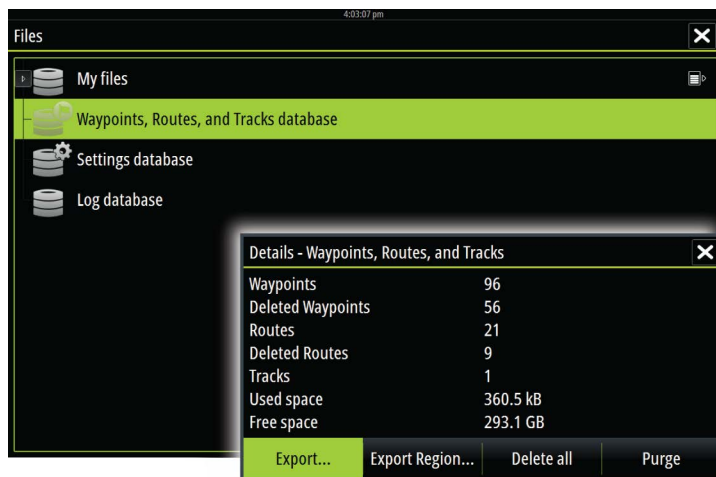 4:03:07 pm
Files
My files
Waypoints, Routes, and Tracks database
Settings database
Log database
Details - Waypoints, Routes, and Tracks
Waypoints 96
Deleted Waypoints 56
Routes 21
Deleted Routes 9
Tracks 1
Used space 360.5 kB
Free space 293.1 GB
Export... Export Region... Delete all Purge